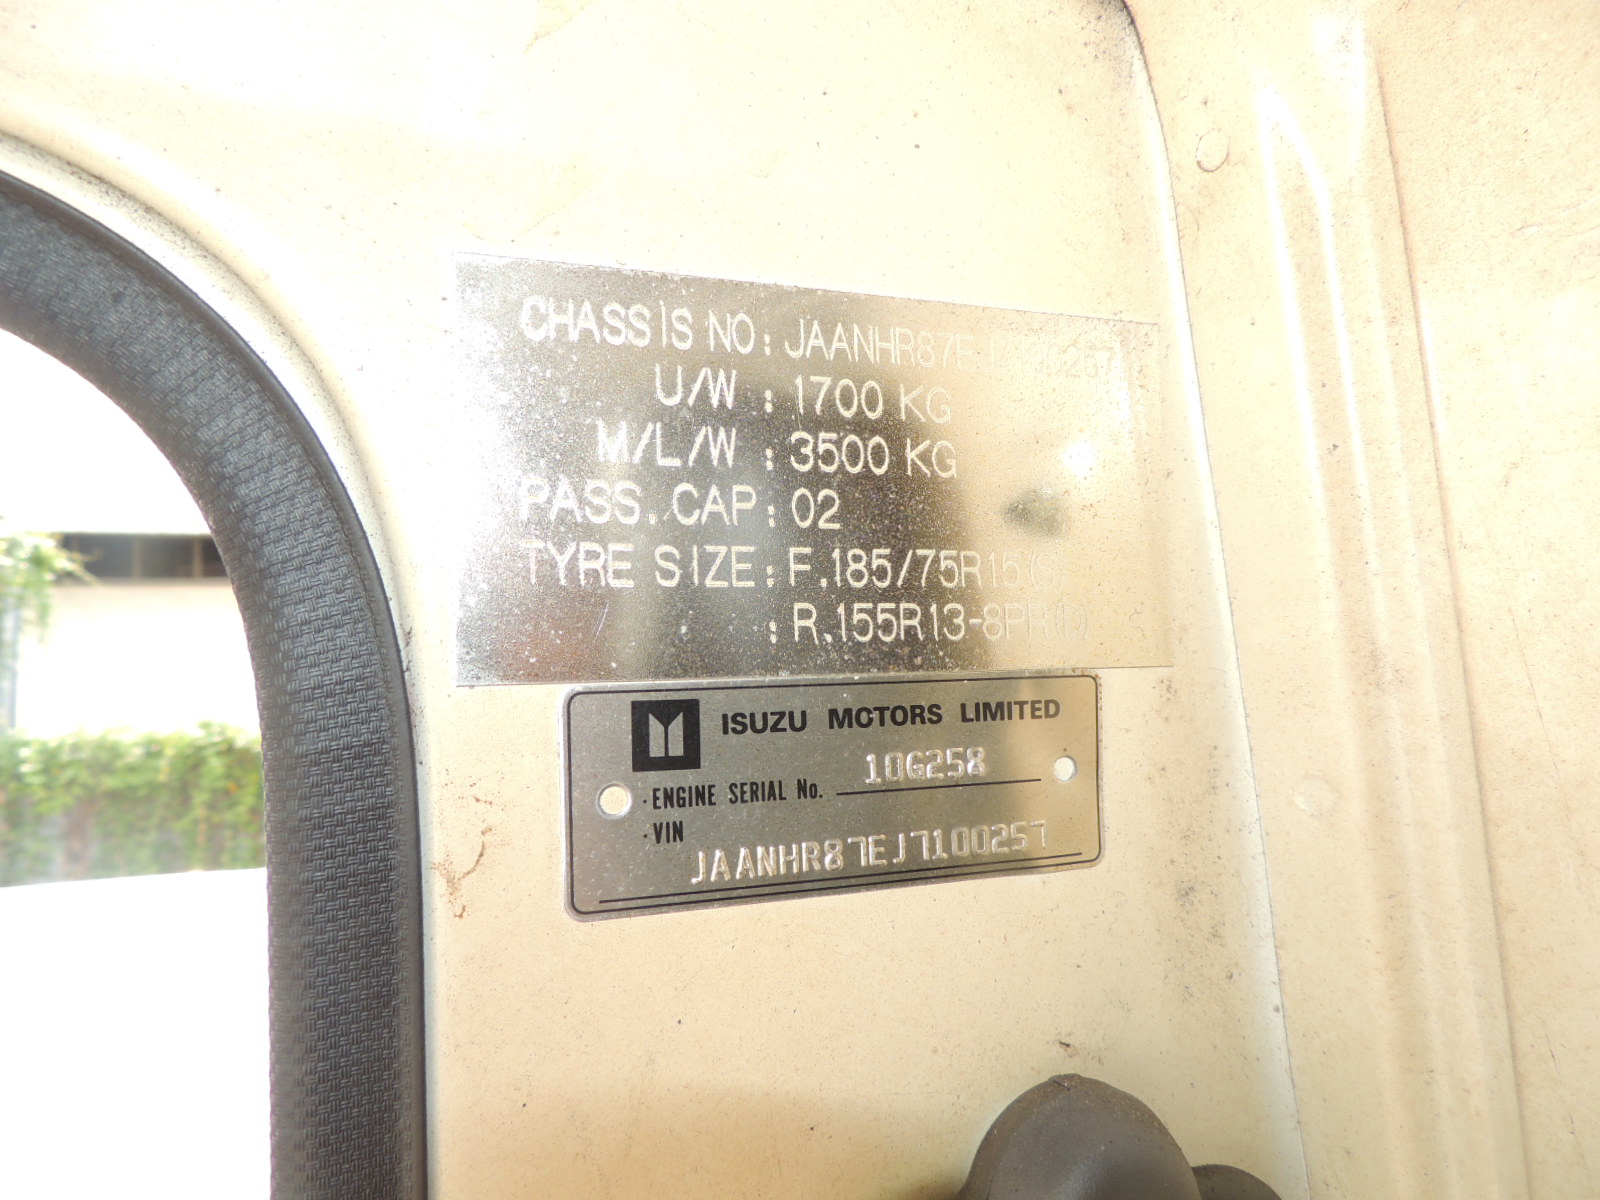 CHASSIS NO: JAANHR87EJ7100257
U/W : 1700 KG
M/L/W : 3500 KG
PASS. CAP: 02
TYRE SIZE: F.185/75R15
: R.155R13-8PR(D)
ISUZU MOTORS LIMITED
·ENGINE SERIAL No. 10G258
·VIN
JAANHR87EJ7100257